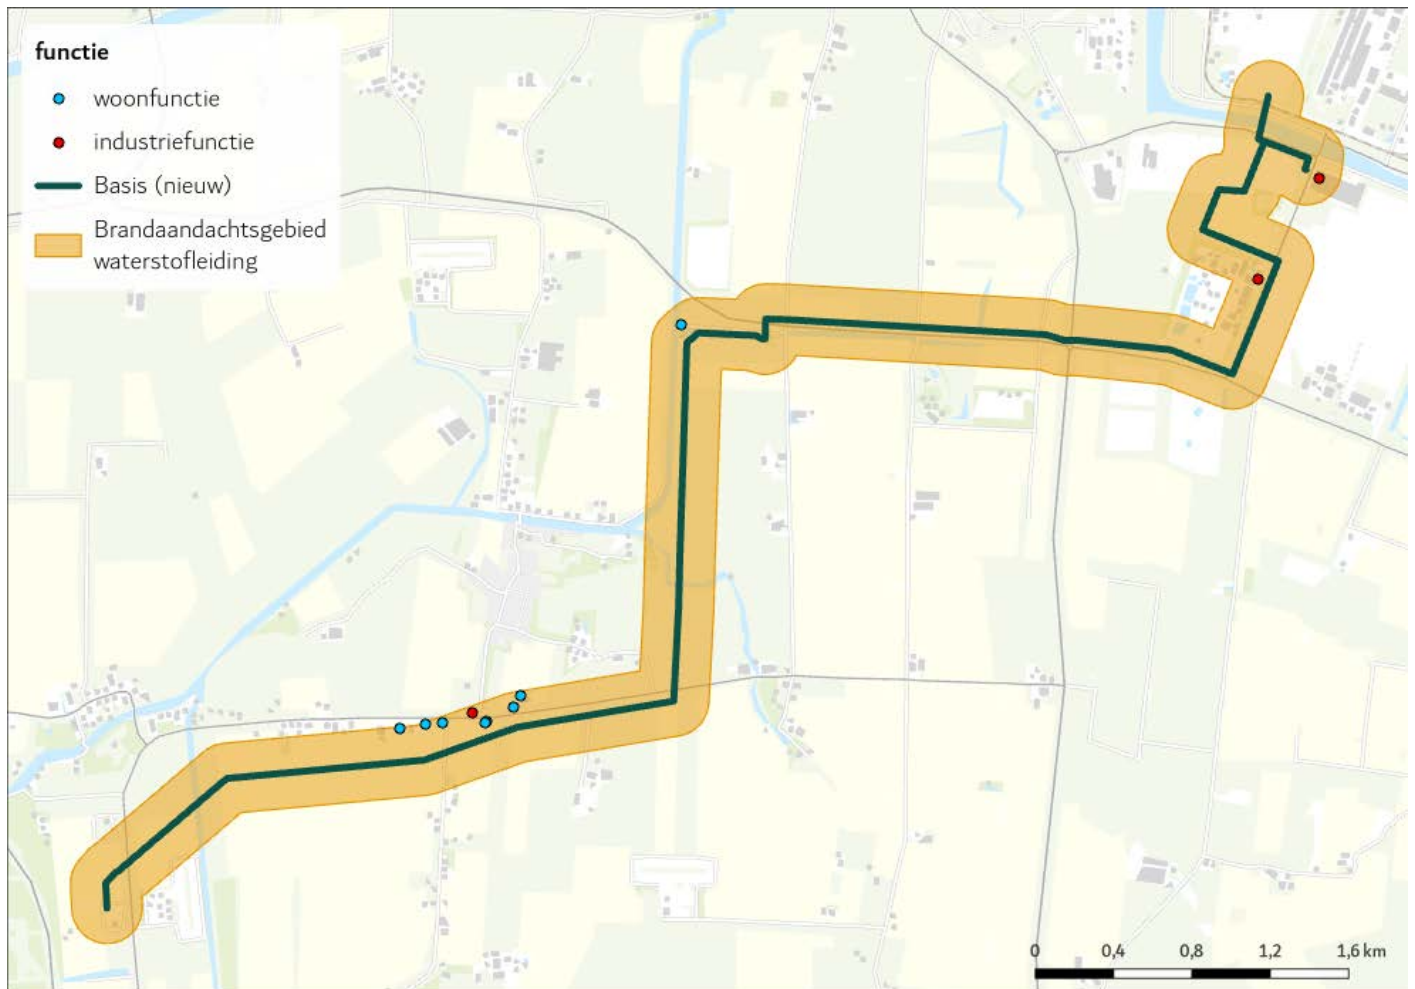 functie
woonfunctie
industriefunctie
Basis (nieuw)
Brandaandachtsgebied
waterstofleiding
0 0,4 0,8 1,2 1,6 km